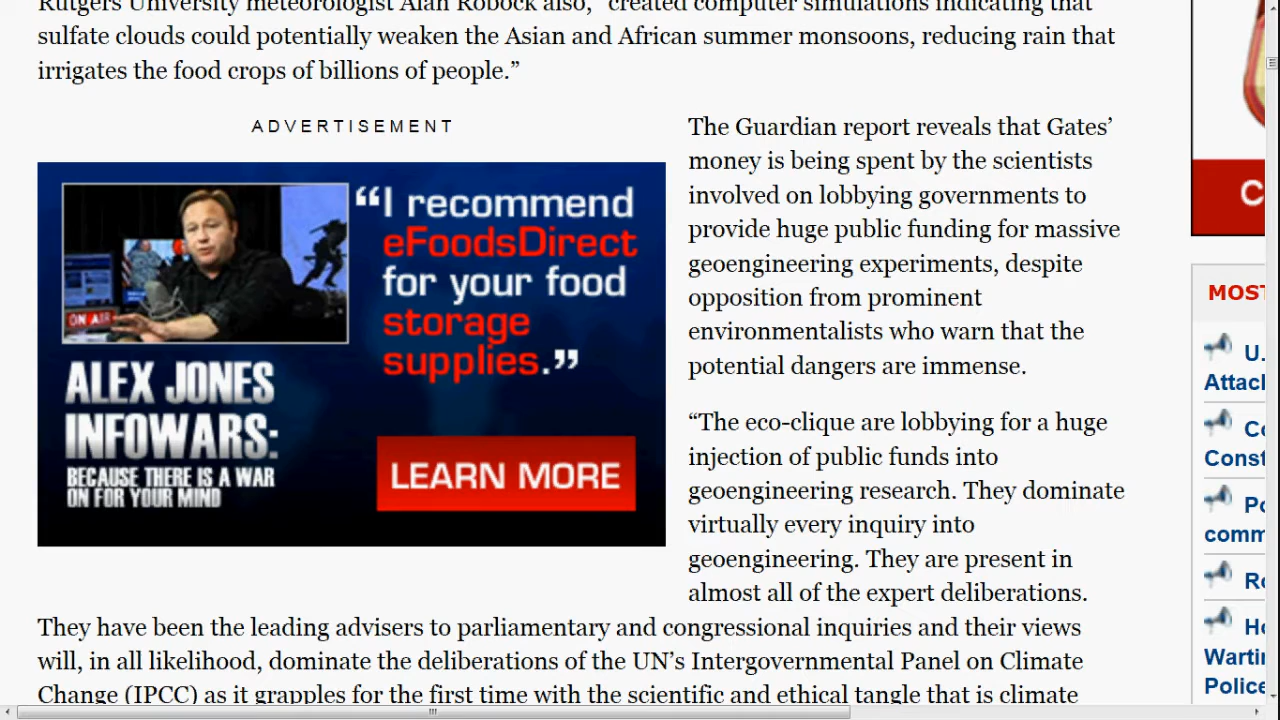 Rutgers University meteorologist Alan Robock also, “created computer simulations indicating that
sulfate clouds could potentially weaken the Asian and African summer monsoons, reducing rain that
irrigates the food crops of billions of people.”
ADVERTISEMENT
“I recommend
eFoodsDirect
for your food
storage
supplies.”
ON AIR
ALEX JONES
INFOWARS:
BECAUSE THERE IS A WAR
ON FOR YOUR MIND
LEARN MORE
The Guardian report reveals that Gates’
money is being spent by the scientists
involved on lobbying governments to
provide huge public funding for massive
geoengineering experiments, despite
opposition from prominent
environmentalists who warn that the
potential dangers are immense.
“The eco-clique are lobbying for a huge
injection of public funds into
geoengineering research. They dominate
virtually every inquiry into
geoengineering. They are present in
almost all of the expert deliberations.
They have been the leading advisers to parliamentary and congressional inquiries and their views
will, in all likelihood, dominate the deliberations of the UN’s Intergovernmental Panel on Climate
Change (IPCC) as it grapples for the first time with the scientific and ethical tangle that is climate
C
MOST
U.
Attack
Co
Const
Po
comm
Ro
Ho
Wartim
Police